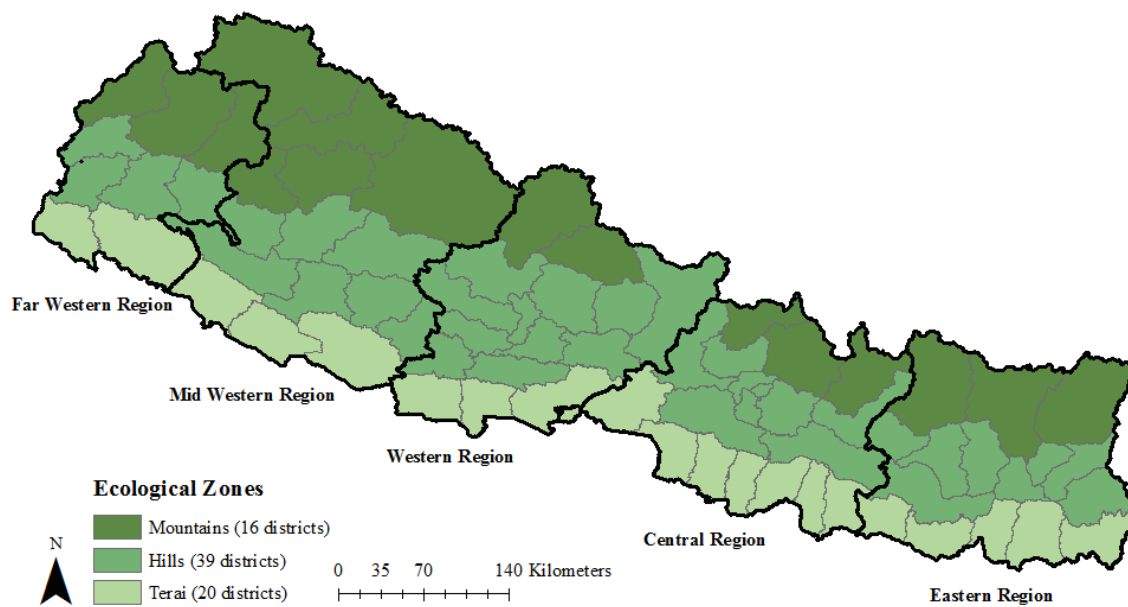 Far Western Region
Mid Western Region
Western Region
Central Region
Eastern Region
Ecological Zones
Mountains (16 districts)
Hills (39 districts)
Terai (20 districts)
N
0 35 70 140 Kilometers